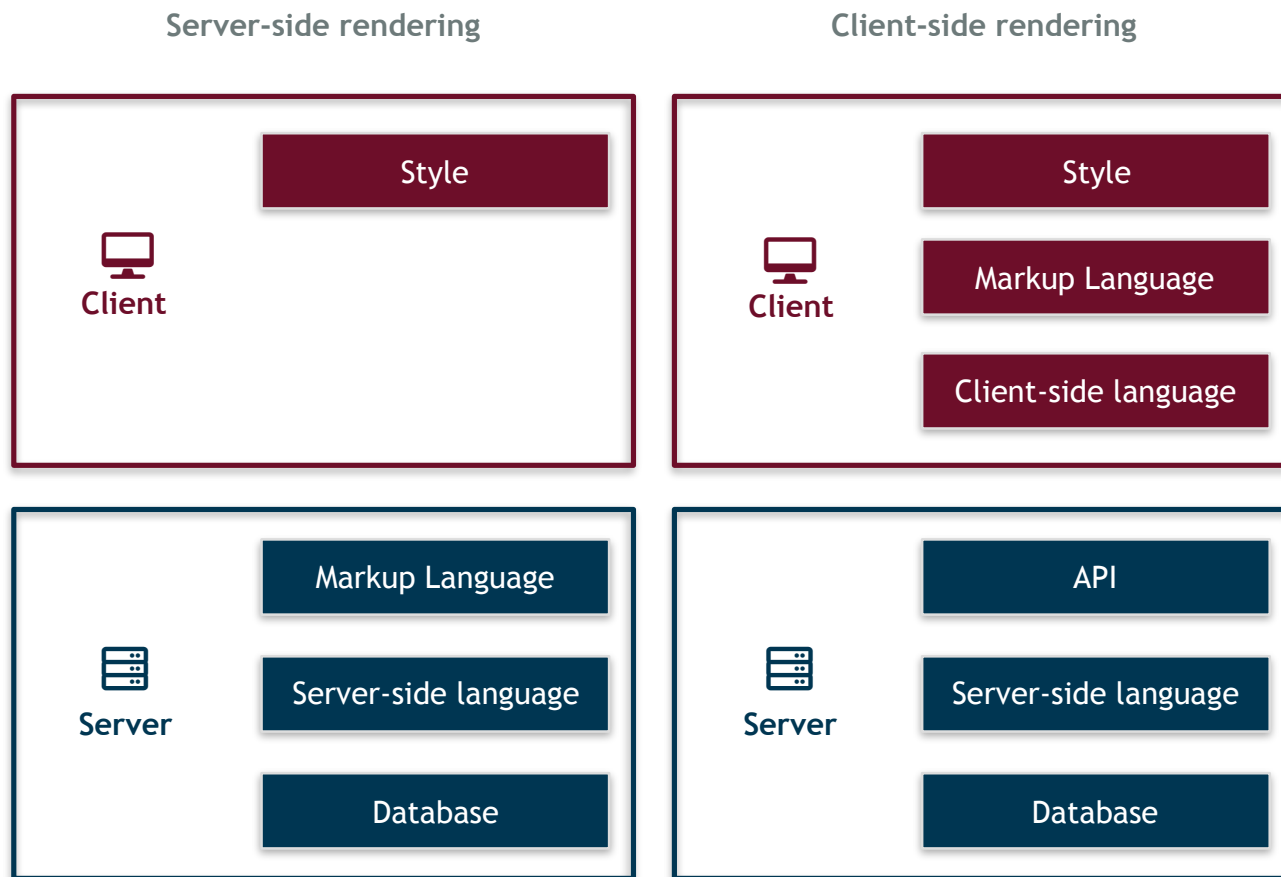 Server-side rendering
Client-side rendering
Style
Client
Style
Markup Language
Client
Client-side language
Markup Language
Server-side language
Server
Database
API
Server-side language
Server
Database